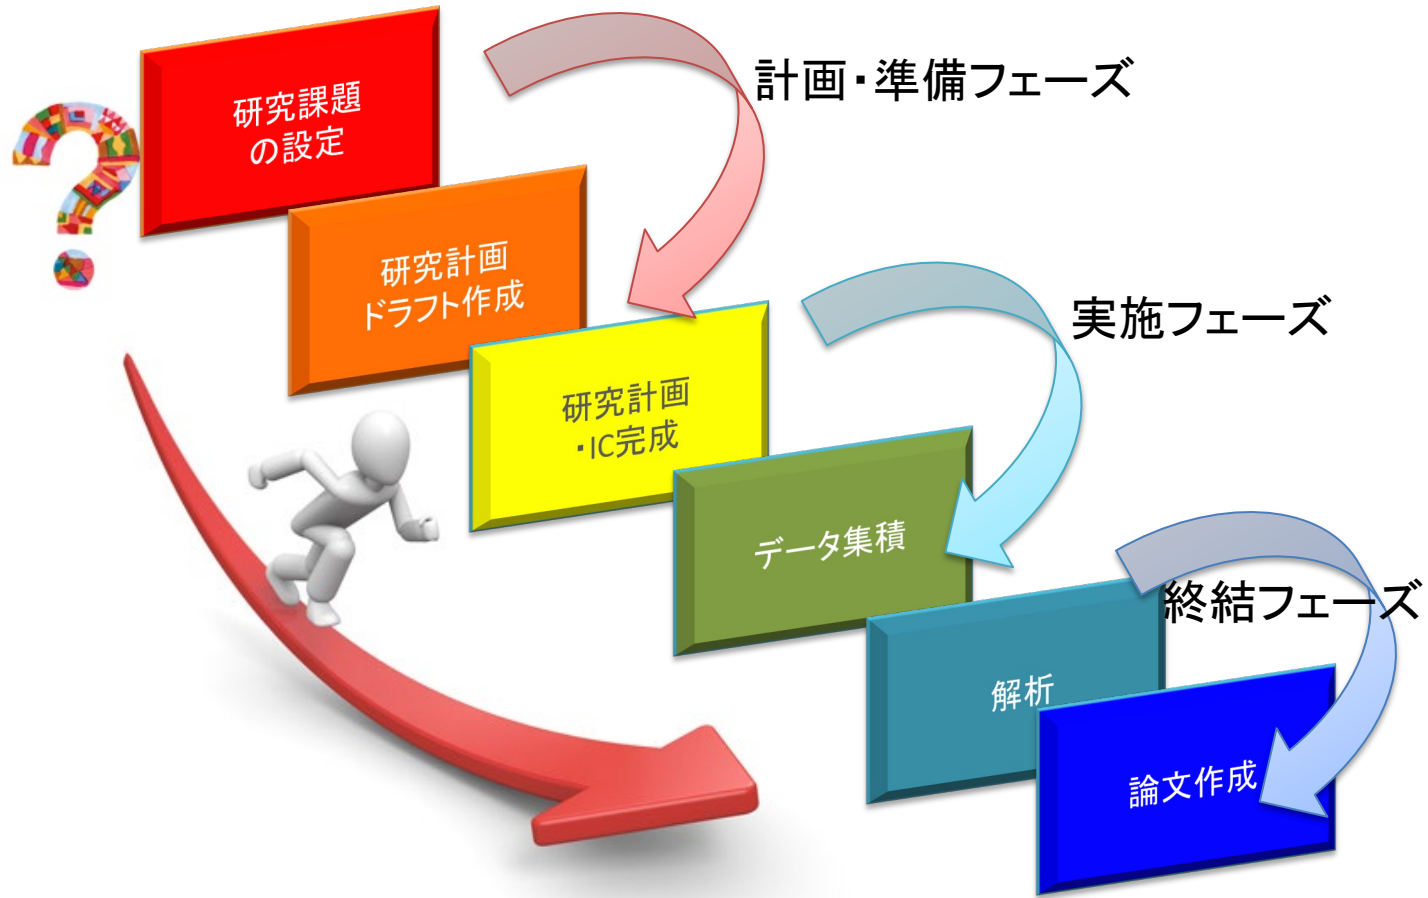 研究課題
の設定
計画・準備フェーズ
研究計画
ドラフト作成
研究計画
・IC完成
実施フェーズ
データ集積
終結フェーズ
解析
論文作成